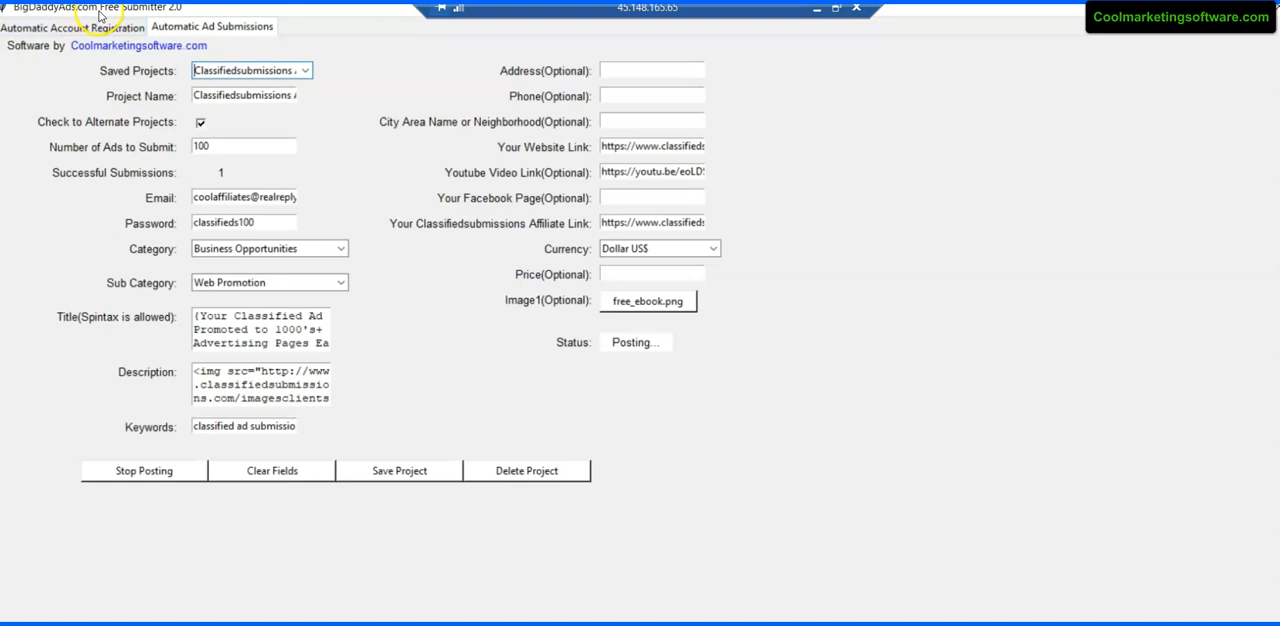 BigDaddyAds.com Free Submitter 2.0
45.148.165.65
Coolmarketingsoftware.com
Automatic Account Registration
Automatic Ad Submissions
Software by Coolmarketingsoftware.com
Saved Projects: Classifiedsubmissions
Address(Optional):
Project Name: Classifiedsubmissions
Phone(Optional):
Check to Alternate Projects:
City Area Name or Neighborhood(Optional):
Number of Ads to Submit: 100
Your Website Link: https://www.classifieds
Successful Submissions: 1
Youtube Video Link(Optional): https://youtu.be/eoLD
Email: coolaffiliates@realreply
Your Facebook Page(Optional):
Password: classifieds100
Your Classifiedsubmissions Affiliate Link: https://www.classifieds
Category: Business Opportunities
Currency: Dollar US$
Price(Optional):
Sub Category: Web Promotion
Image1(Optional): free_ebook.png
Title(Spintax is allowed): {Your Classified Ad
Promoted to 1000's+
Advertising Pages Ea
Status: Posting...
Description: <img src="http://www
.classifiedsubmissio
ns.com/imagesclients
Keywords: classified ad submissio
Stop Posting
Clear Fields
Save Project
Delete Project